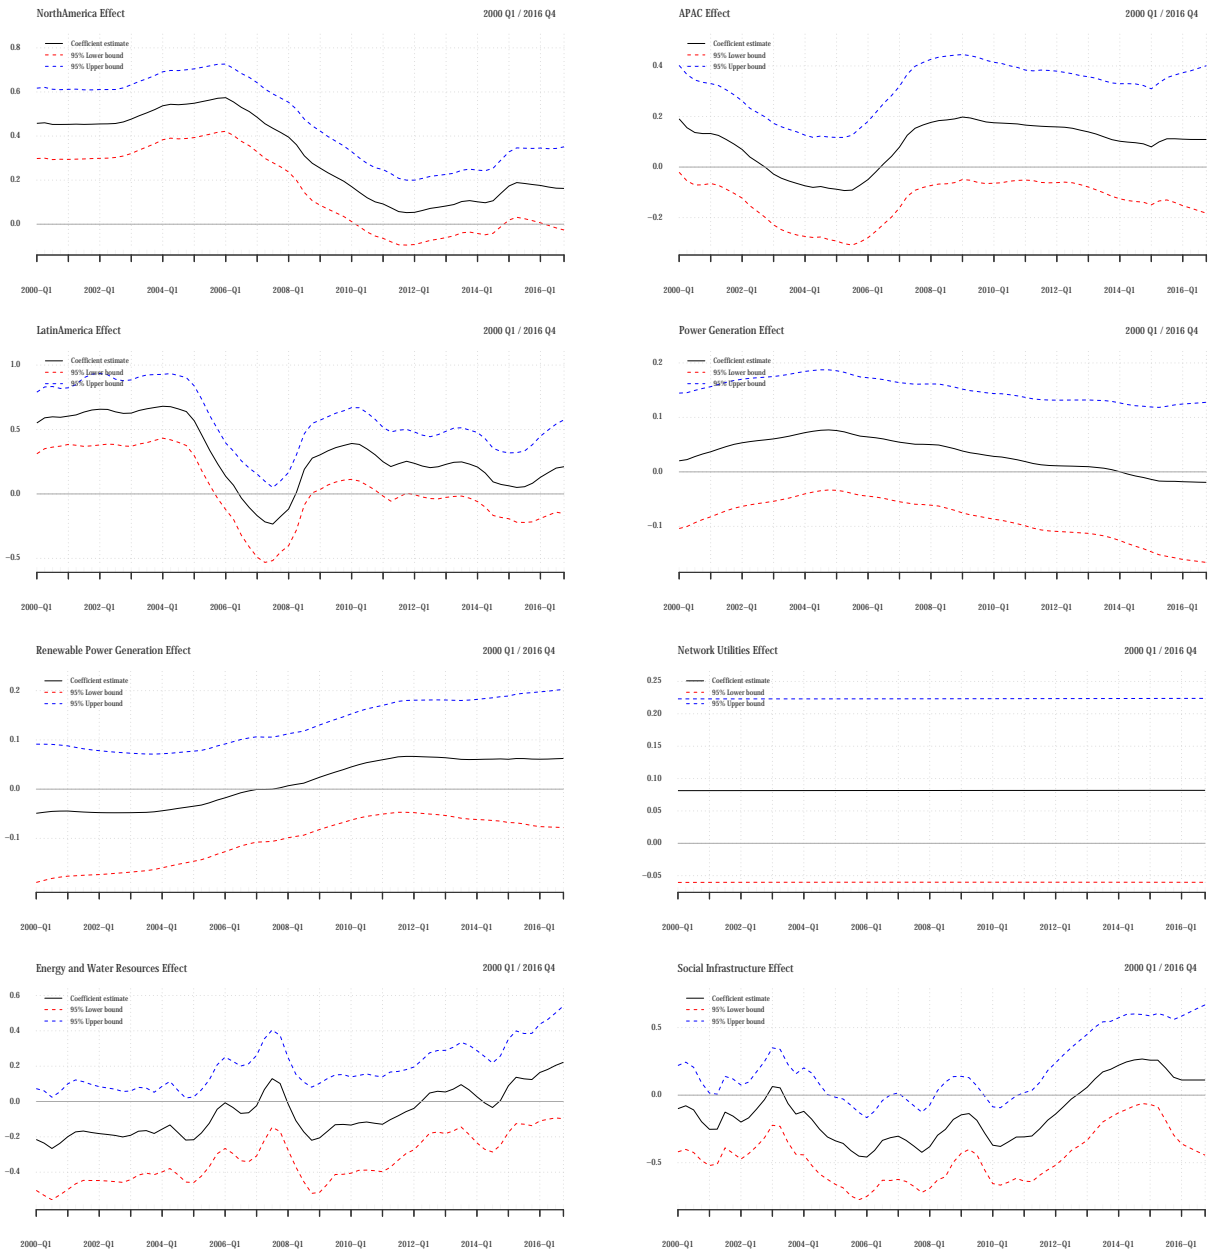 NorthAmerica Effect 2000 Q1 / 2016 Q4
Coefficient estimate
95% Lower bound
95% Upper bound
0.8
0.6
0.4
0.2
0.0
2000−Q1 2002−Q1 2004−Q1 2006−Q1 2008−Q1 2010−Q1 2012−Q1 2014−Q1 2016−Q1
APAC Effect 2000 Q1 / 2016 Q4
Coefficient estimate
95% Lower bound
95% Upper bound
0.4
0.2
0.0
−0.2
2000−Q1 2002−Q1 2004−Q1 2006−Q1 2008−Q1 2010−Q1 2012−Q1 2014−Q1 2016−Q1
LatinAmerica Effect 2000 Q1 / 2016 Q4
Coefficient estimate
95% Lower bound
95% Upper bound
1.0
0.5
0.0
−0.5
2000−Q1 2002−Q1 2004−Q1 2006−Q1 2008−Q1 2010−Q1 2012−Q1 2014−Q1 2016−Q1
Power Generation Effect 2000 Q1 / 2016 Q4
Coefficient estimate
95% Lower bound
95% Upper bound
0.2
0.1
0.0
−0.1
2000−Q1 2002−Q1 2004−Q1 2006−Q1 2008−Q1 2010−Q1 2012−Q1 2014−Q1 2016−Q1
Renewable Power Generation Effect 2000 Q1 / 2016 Q4
Coefficient estimate
95% Lower bound
95% Upper bound
0.2
0.1
0.0
−0.1
2000−Q1 2002−Q1 2004−Q1 2006−Q1 2008−Q1 2010−Q1 2012−Q1 2014−Q1 2016−Q1
Network Utilities Effect 2000 Q1 / 2016 Q4
Coefficient estimate
95% Lower bound
95% Upper bound
0.25
0.20
0.15
0.10
0.05
0.00
−0.05
2000−Q1 2002−Q1 2004−Q1 2006−Q1 2008−Q1 2010−Q1 2012−Q1 2014−Q1 2016−Q1
Energy and Water Resources Effect 2000 Q1 / 2016 Q4
Coefficient estimate
95% Lower bound
95% Upper bound
0.6
0.4
0.2
0.0
−0.2
−0.4
2000−Q1 2002−Q1 2004−Q1 2006−Q1 2008−Q1 2010−Q1 2012−Q1 2014−Q1 2016−Q1
Social Infrastructure Effect 2000 Q1 / 2016 Q4
Coefficient estimate
95% Lower bound
95% Upper bound
0.5
0.0
−0.5
2000−Q1 2002−Q1 2004−Q1 2006−Q1 2008−Q1 2010−Q1 2012−Q1 2014−Q1 2016−Q1